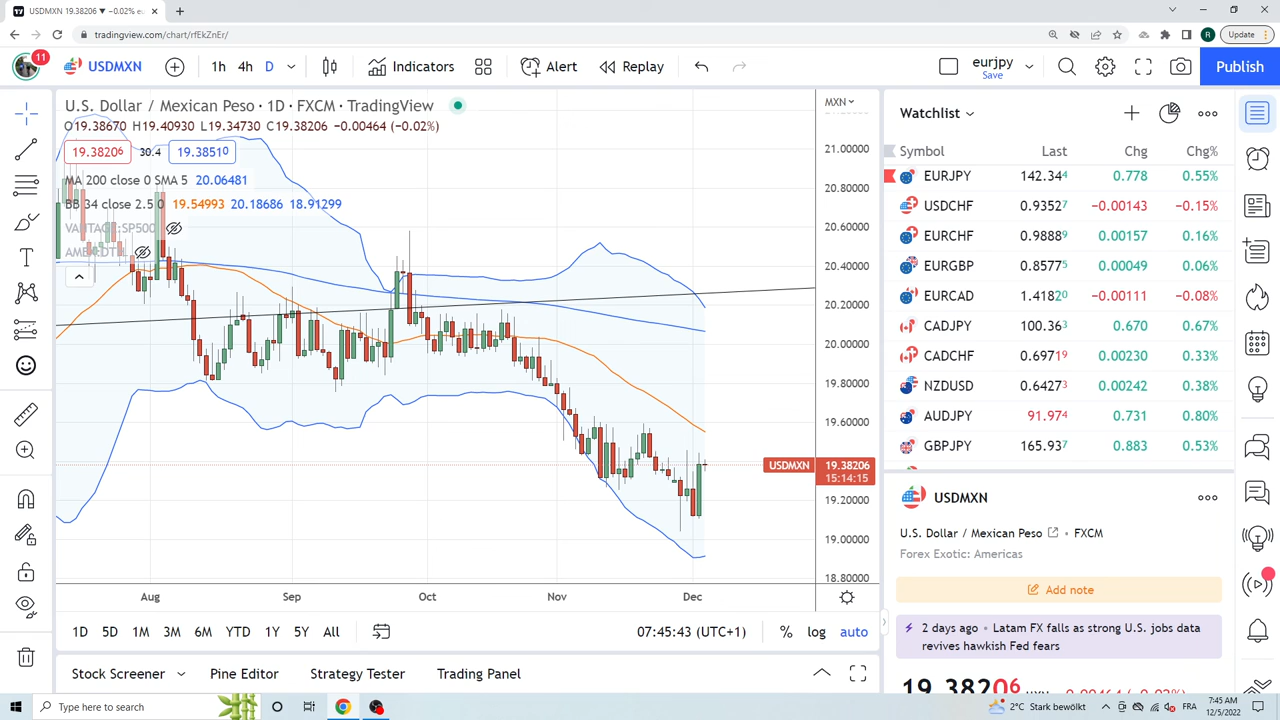 USDMXN 19.38206 ▼ −0.02% eu
tradingview.com/chart/rfEkZnEr/
R
Update
11
USDMXN
1h 4h D
Indicators
Alert
Replay
eurjpy
Save
Publish
U.S. Dollar / Mexican Peso · 1D · FXCM · TradingView
MXN
O19.38670 H19.40930 L19.34730 C19.38206 −0.00464 (−0.02%)
19.38206 30.4 19.38510
MA 200 close 0 SMA 5 20.06481
BB 34 close 2.5 0 19.54993 20.18686 18.91299
21.00000
20.80000
20.60000
20.40000
20.20000
20.00000
19.80000
19.60000
USDMXN 19.38206
15:14:15
19.20000
19.00000
18.80000
Aug Sep Oct Nov Dec
1D 5D 1M 3M 6M YTD 1Y 5Y All
07:45:43 (UTC+1) % log auto
Stock Screener Pine Editor Strategy Tester Trading Panel
Watchlist
Symbol Last Chg Chg%
EURJPY 142.344 0.778 0.55%
USDCHF 0.93527 −0.00143 −0.15%
EURCHF 0.98889 0.00157 0.16%
EURGBP 0.85775 0.00049 0.06%
EURCAD 1.41820 −0.00111 −0.08%
CADJPY 100.363 0.670 0.67%
CADCHF 0.69719 0.00230 0.33%
NZDUSD 0.64273 0.00242 0.38%
AUDJPY 91.974 0.731 0.80%
GBPJPY 165.937 0.883 0.53%
USDMXN
U.S. Dollar / Mexican Peso • FXCM
Forex Exotic: Americas
Add note
2 days ago • Latam FX falls as strong U.S. jobs data
revives hawkish Fed fears
19.38206 MXN −0.00464 (−0.02%)
Type here to search
2°C Stark bewölkt
FRA
7:45 AM
12/5/2022